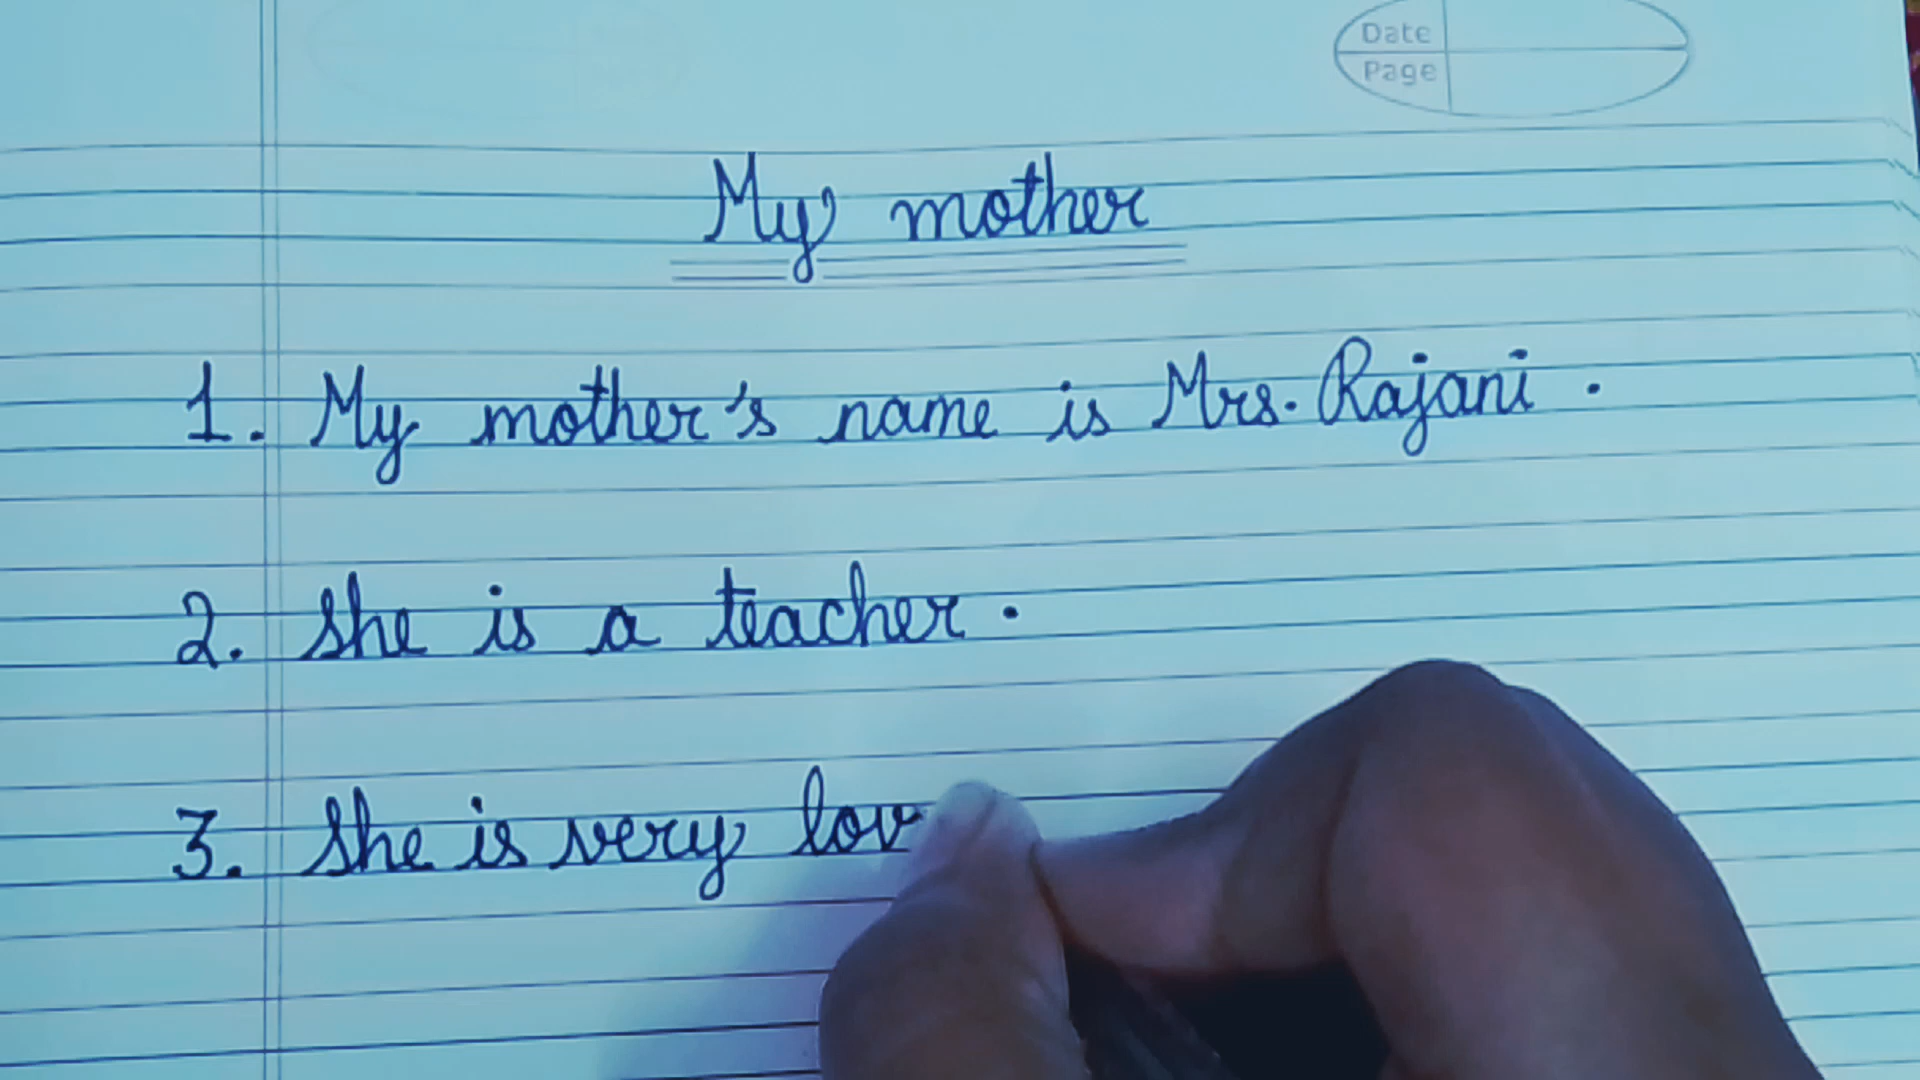 Date
Page
My mother
1. My mother's name is Mrs. Rajani.
2. She is a teacher.
3. She is very lov